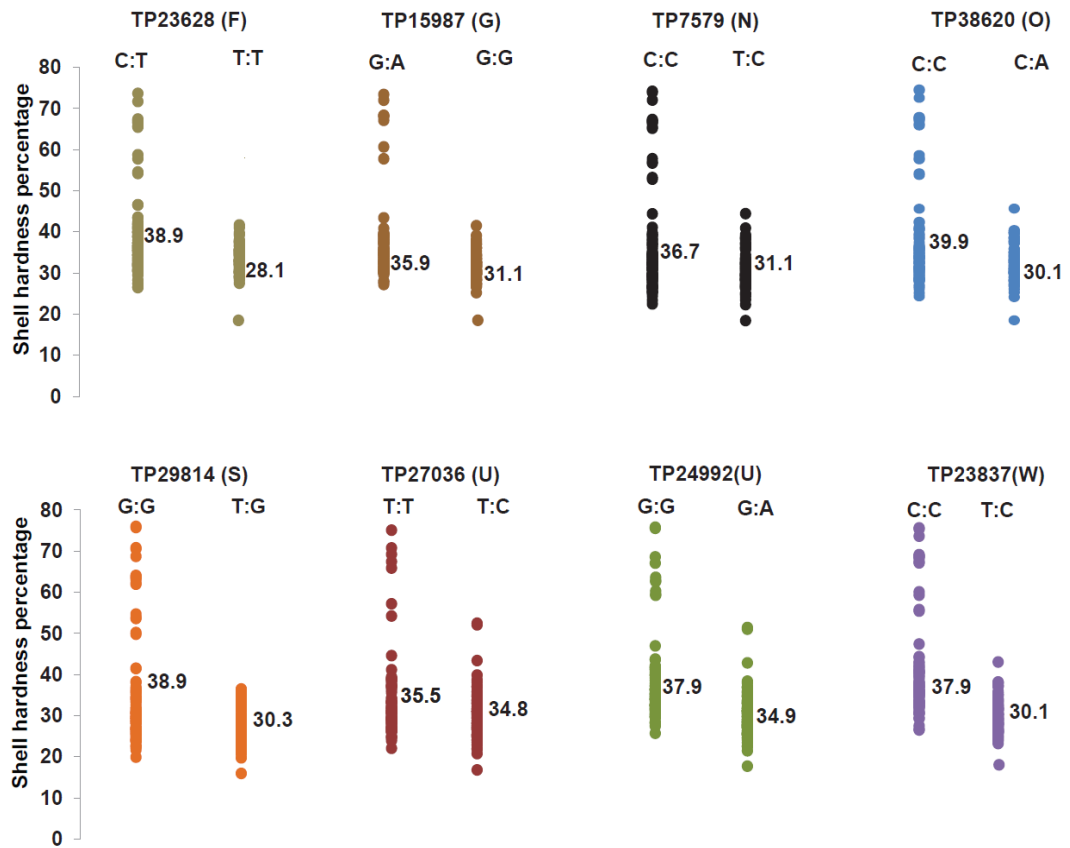 TP23628 (F) TP15987 (G) TP7579 (N) TP38620 (O)
C:T T:T G:A G:G C:C T:C C:C C:A
Shell hardness percentage
80
70
60
50
40
30
20
10
0
38.9 28.1 35.9 31.1 36.7 31.1 39.9 30.1
TP29814 (S) TP27036 (U) TP24992(U) TP23837(W)
G:G T:G T:T T:C G:G G:A C:C T:C
Shell hardness percentage
80
70
60
50
40
30
20
10
0
38.9 30.3 35.5 34.8 37.9 34.9 37.9 30.1